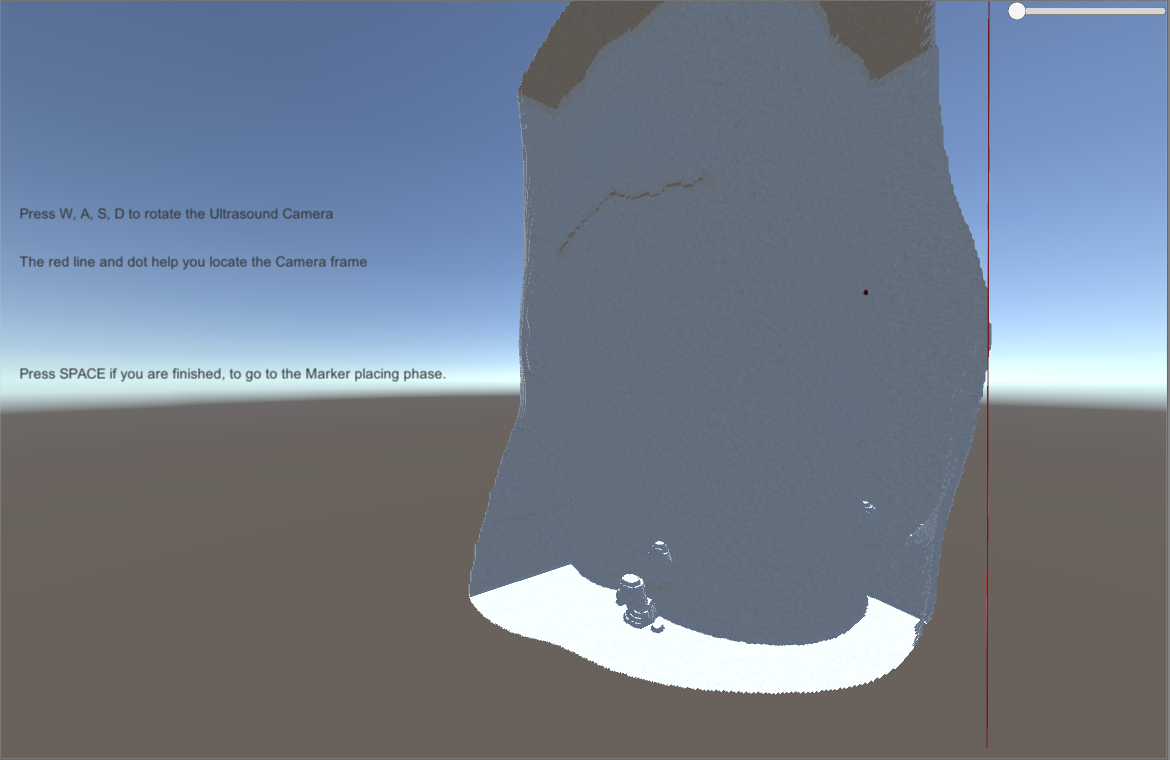 Press W, A, S, D to rotate the Ultrasound Camera
The red line and dot help you locate the Camera frame
Press SPACE if you are finished, to go to the Marker placing phase.